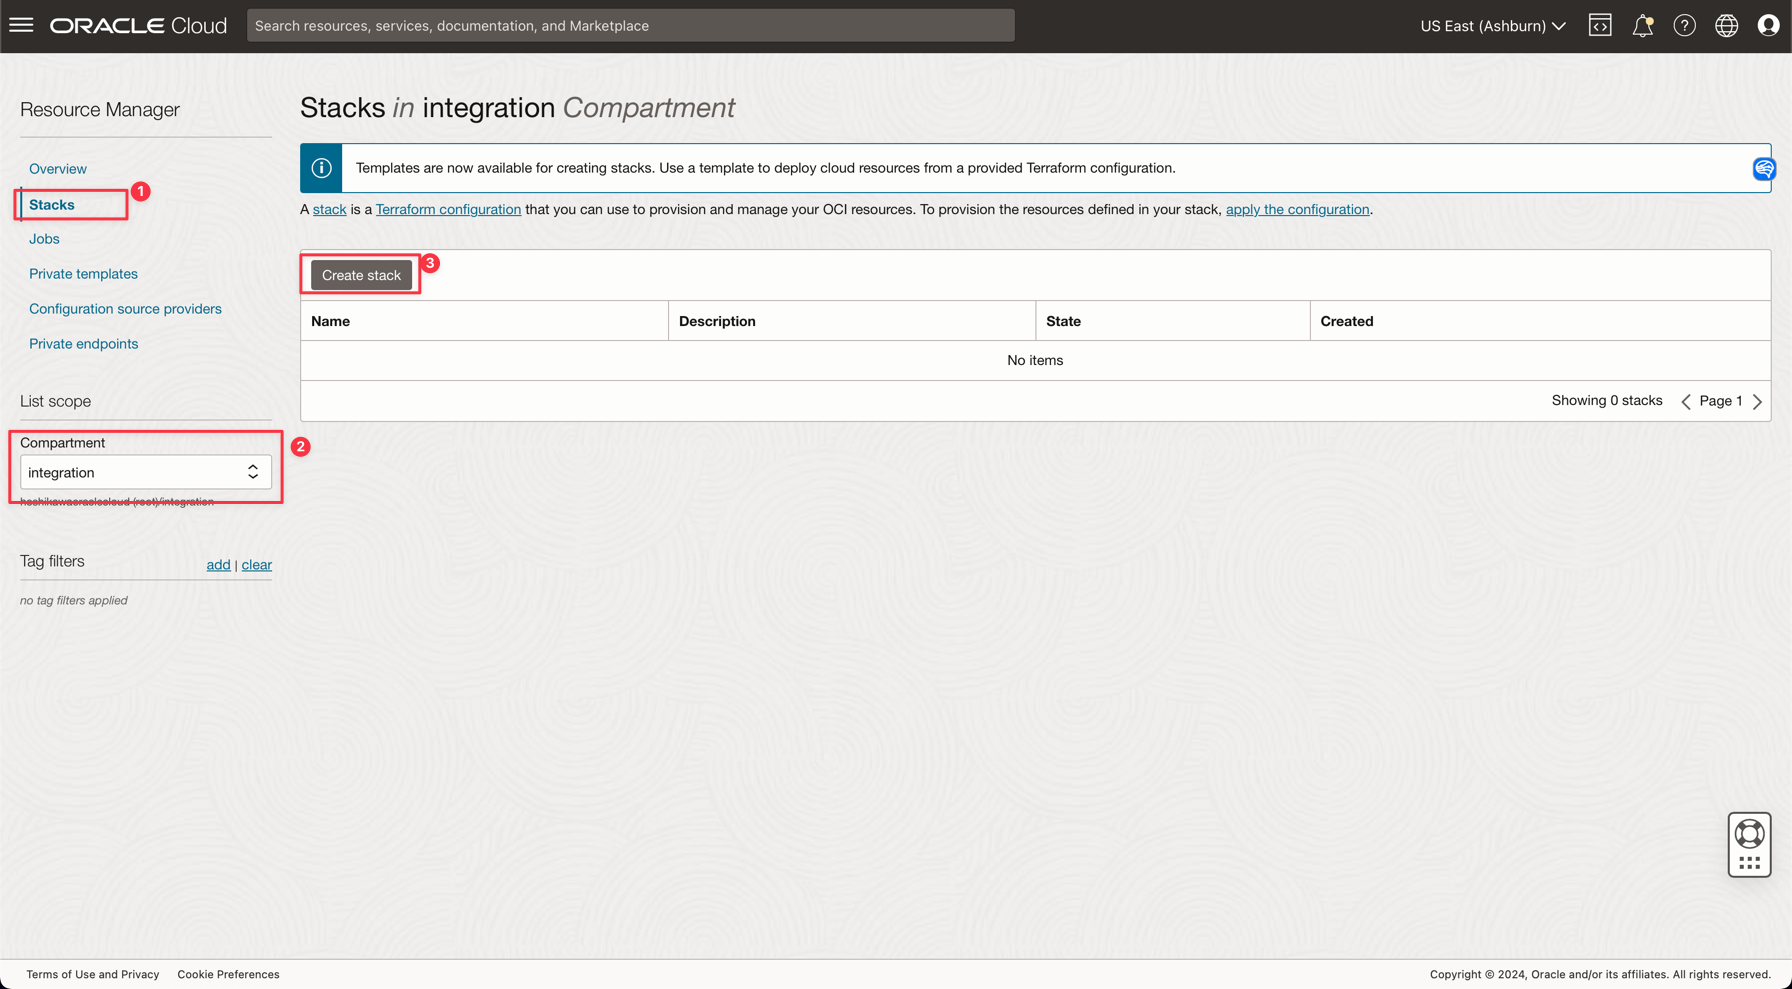 ORACLE Cloud
Search resources, services, documentation, and Marketplace
US East (Ashburn)
Resource Manager
Overview
Stacks
1
Jobs
Private templates
Configuration source providers
Private endpoints
List scope
Compartment
2
integration
hoshikawaoraclecloud (root)/integration
Tag filters
add | clear
no tag filters applied
Stacks in integration Compartment
Templates are now available for creating stacks. Use a template to deploy cloud resources from a provided Terraform configuration.
A stack is a Terraform configuration that you can use to provision and manage your OCI resources. To provision the resources defined in your stack, apply the configuration.
Create stack
3
Name Description State Created
No items
Showing 0 stacks Page 1
Terms of Use and Privacy Cookie Preferences
Copyright © 2024, Oracle and/or its affiliates. All rights reserved.